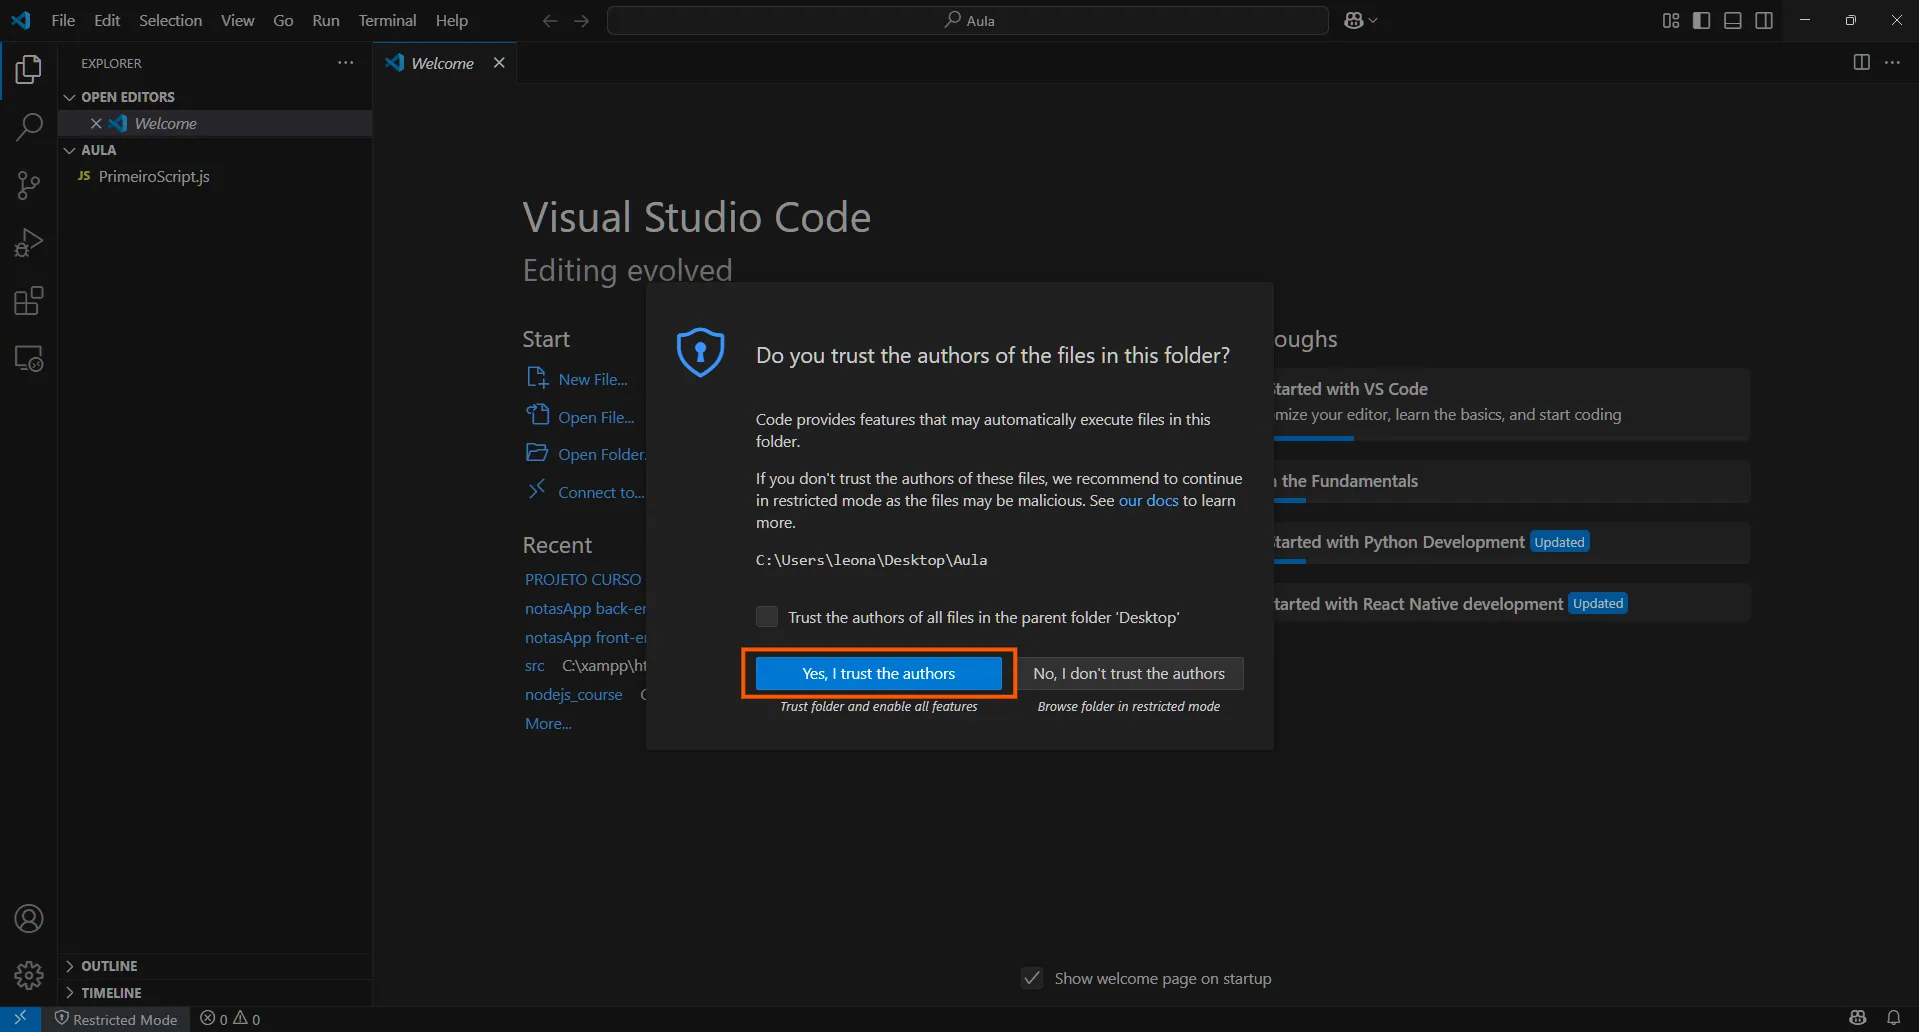 File Edit Selection View Go Run Terminal Help
Aula
EXPLORER
OPEN EDITORS
Welcome
AULA
JS PrimeiroScript.js
OUTLINE
TIMELINE
Welcome
Visual Studio Code
Editing evolved
Start
New File...
Open File...
Open Folder.
Connect to...
Recent
PROJETO CURSO
notasApp back-e
notasApp front-e
src C:\xampp\h
nodejs_course
More...
Do you trust the authors of the files in this folder?
Code provides features that may automatically execute files in this
folder.
If you don't trust the authors of these files, we recommend to continue
in restricted mode as the files may be malicious. See our docs to learn
more.
C:\Users\leona\Desktop\Aula
Trust the authors of all files in the parent folder 'Desktop'
Yes, I trust the authors
No, I don't trust the authors
Trust folder and enable all features
Browse folder in restricted mode
oughs
Started with VS Code
mize your editor, learn the basics, and start coding
the Fundamentals
Started with Python Development Updated
tarted with React Native development Updated
Show welcome page on startup
Restricted Mode 0 0